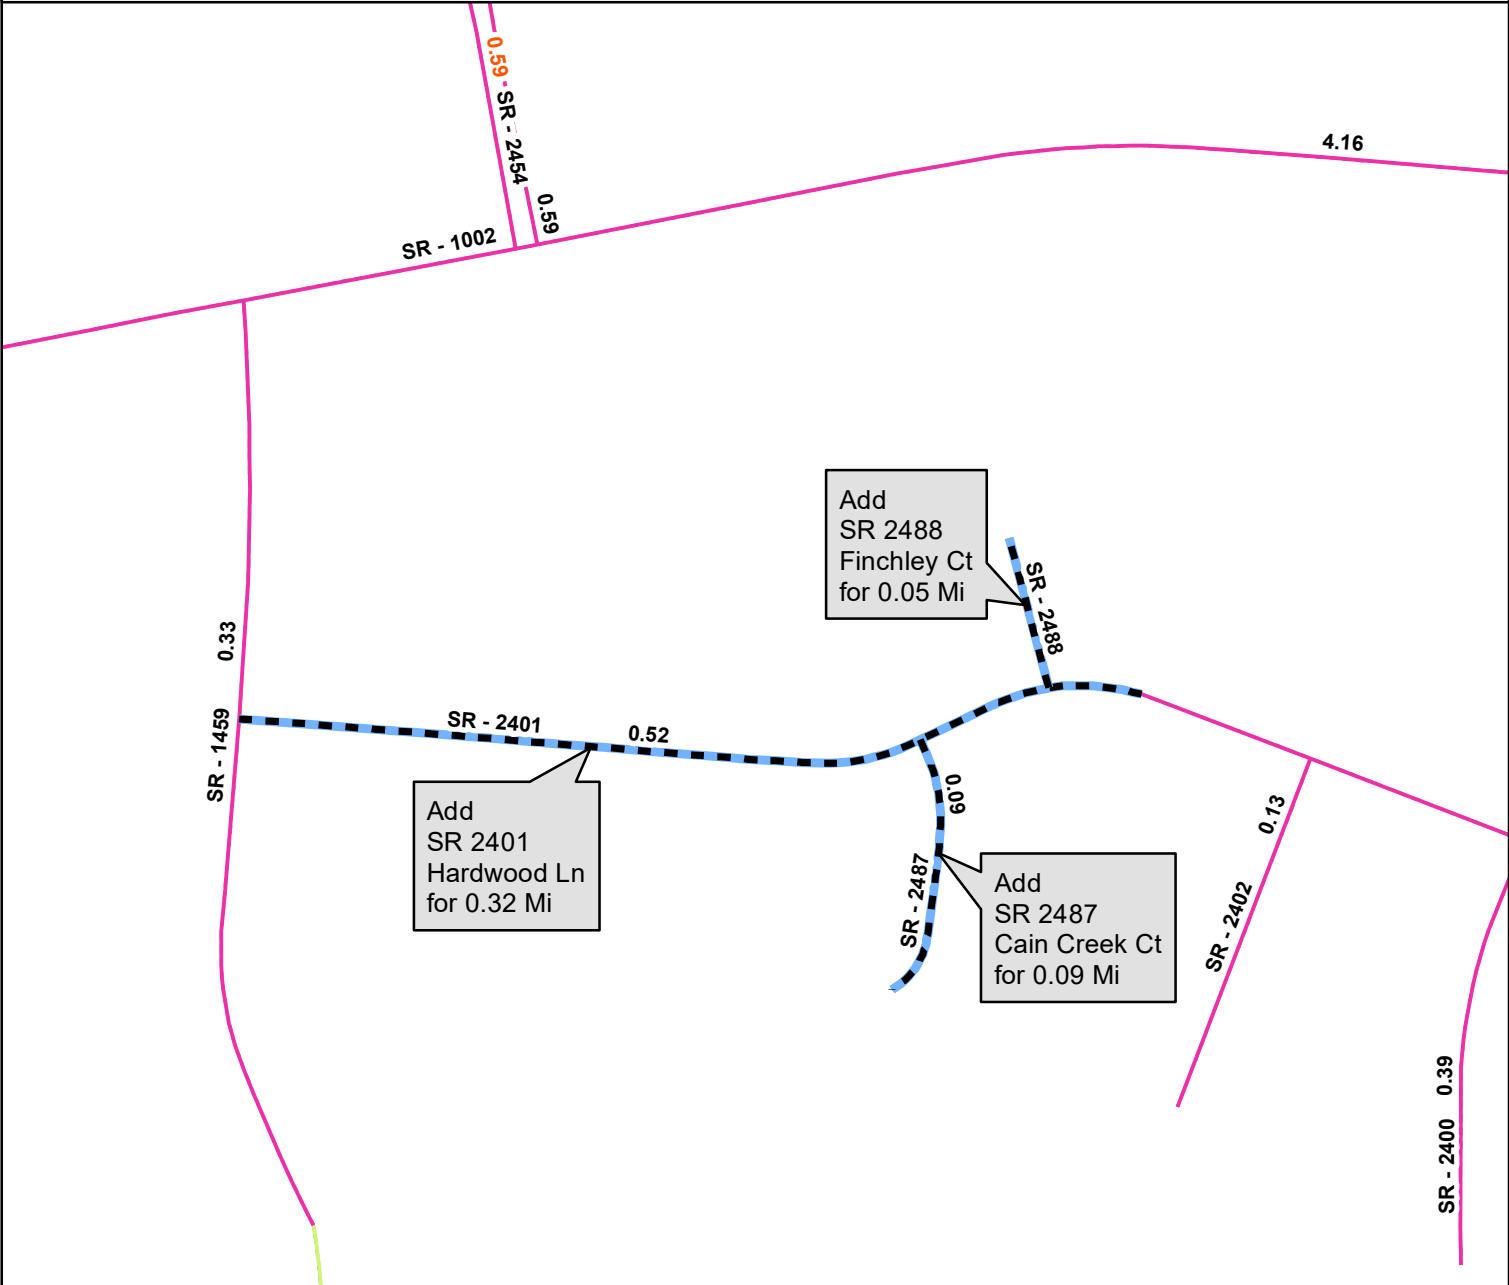 0.59
SR - 2454
0.59
4.16
SR - 1002
Add
SR 2488
Finchley Ct
for 0.05 Mi
SR - 2488
0.33
SR - 1459
SR - 2401
0.52
Add
SR 2401
Hardwood Ln
for 0.32 Mi
0.09
SR - 2487
Add
SR 2487
Cain Creek Ct
for 0.09 Mi
0.13
SR - 2402
0.39
SR - 2400